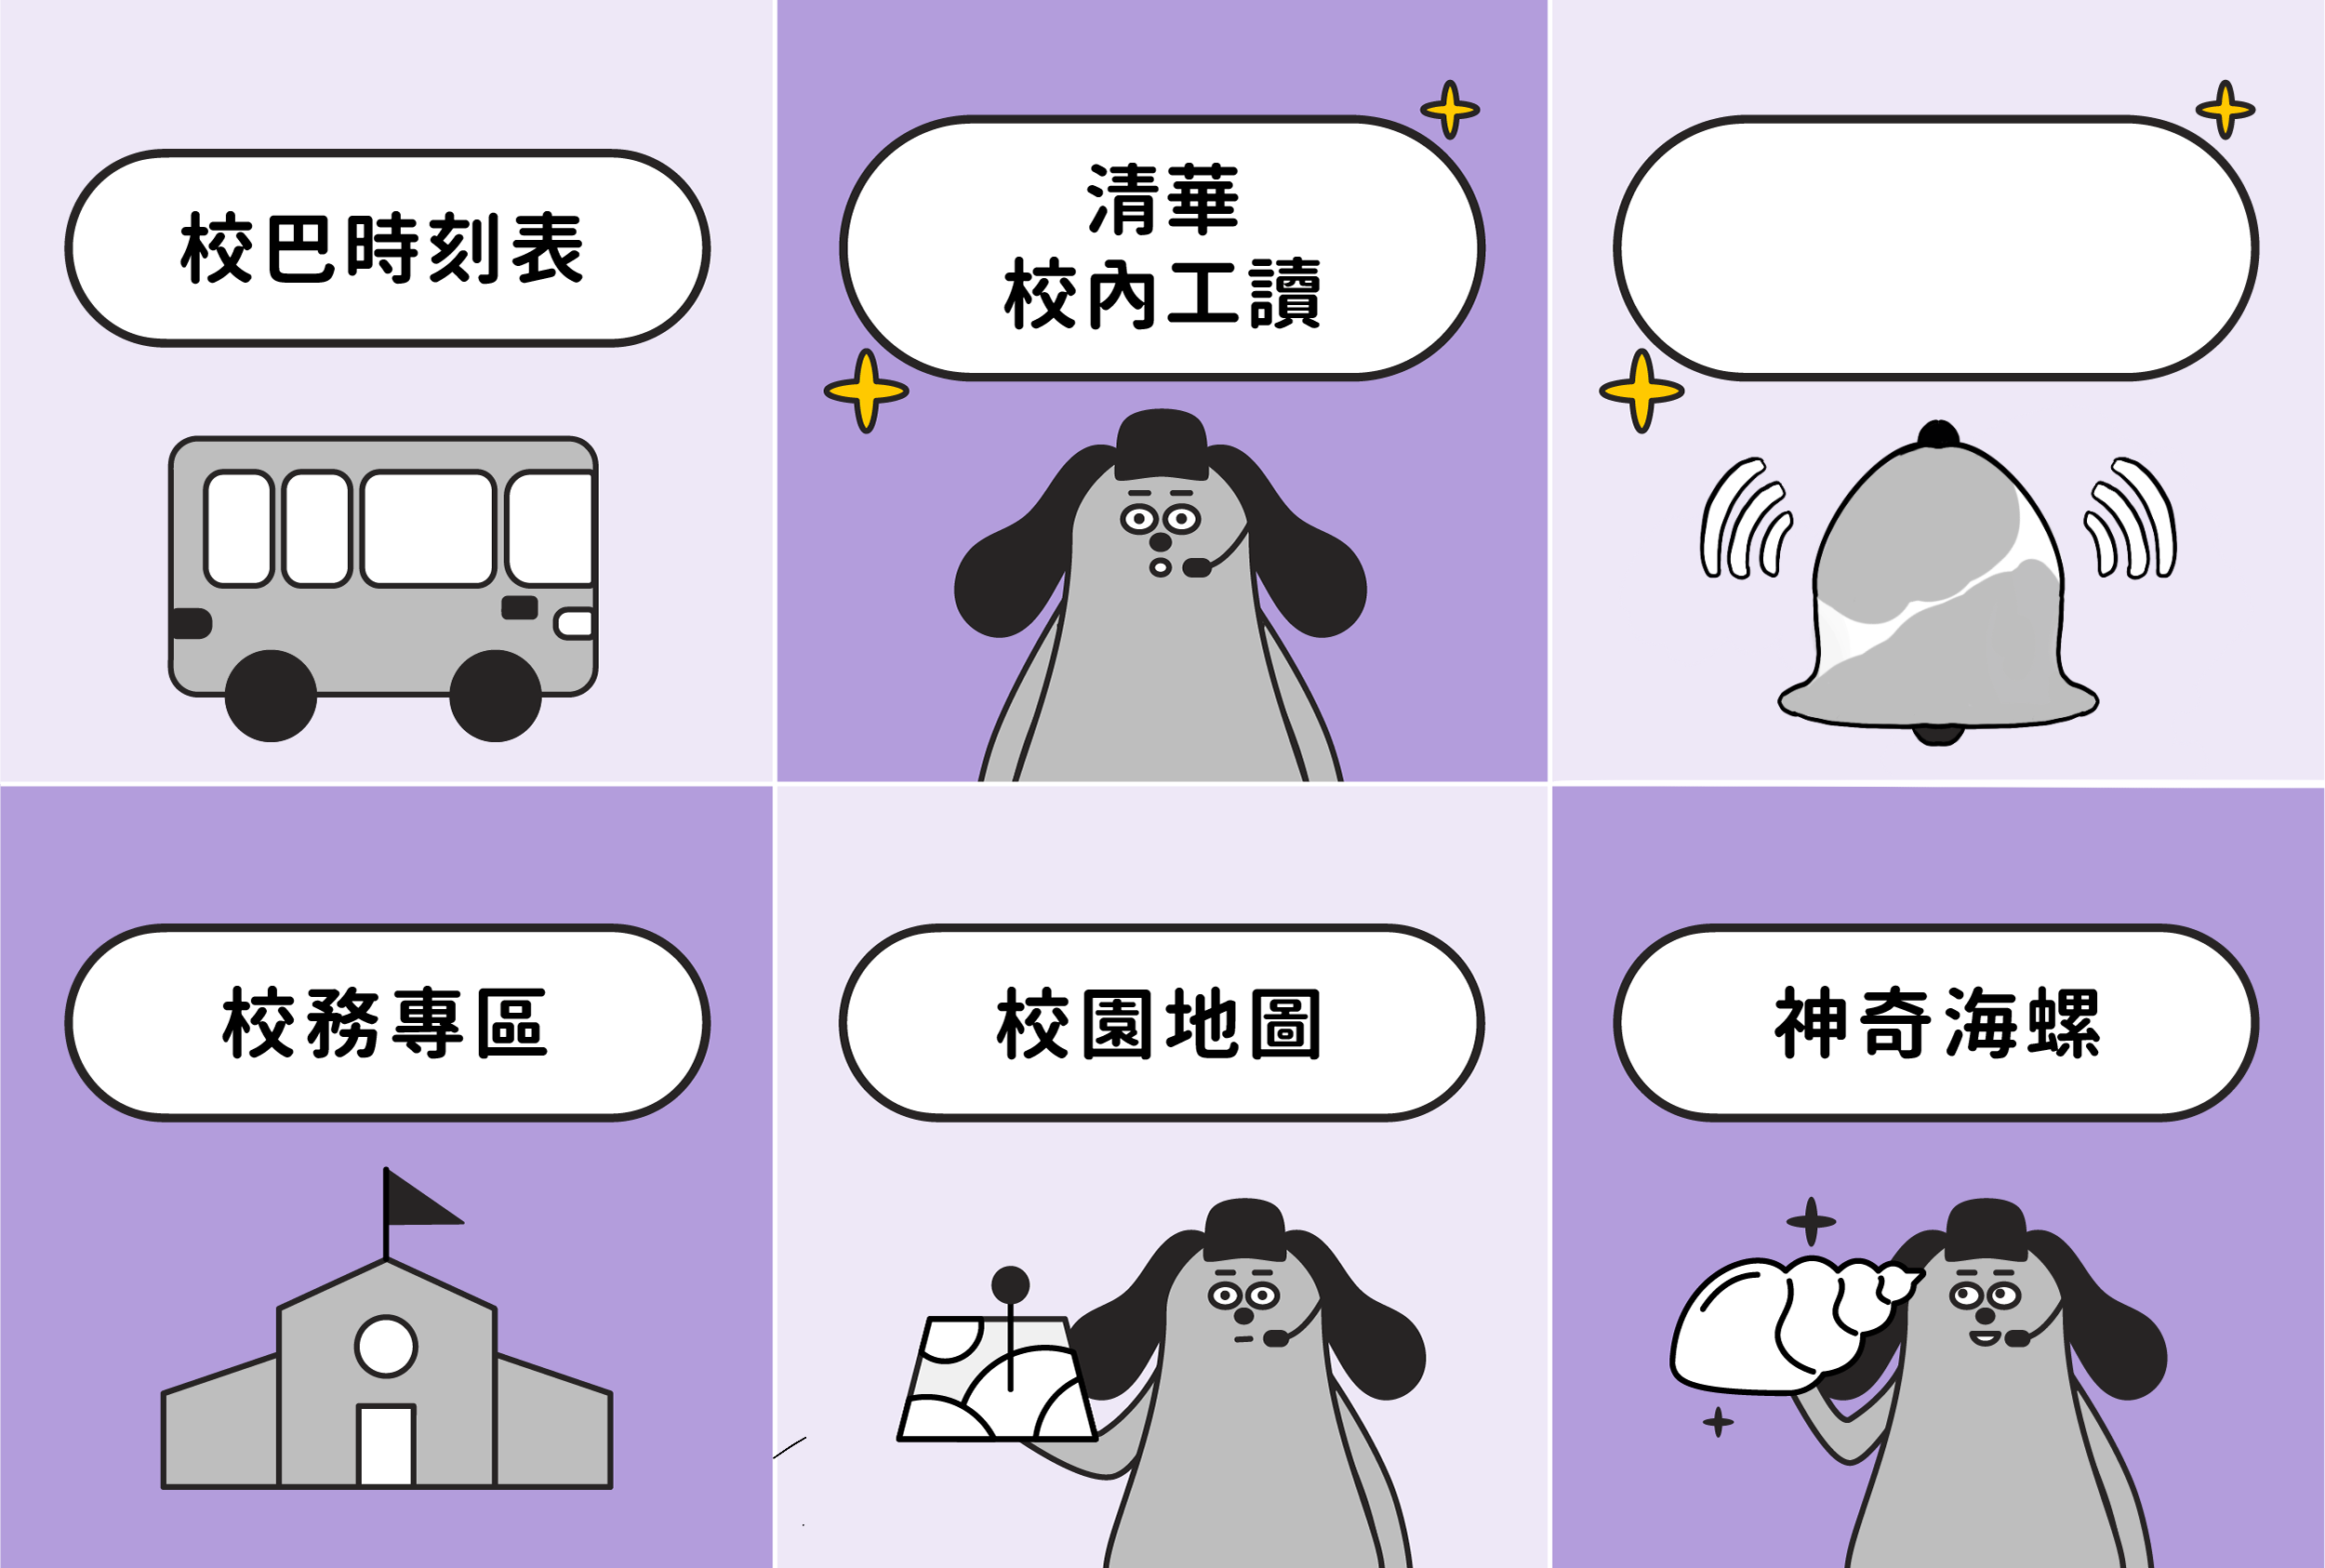 校巴時刻表
清華
校內工讀
校務專區
校園地圖
神奇海螺